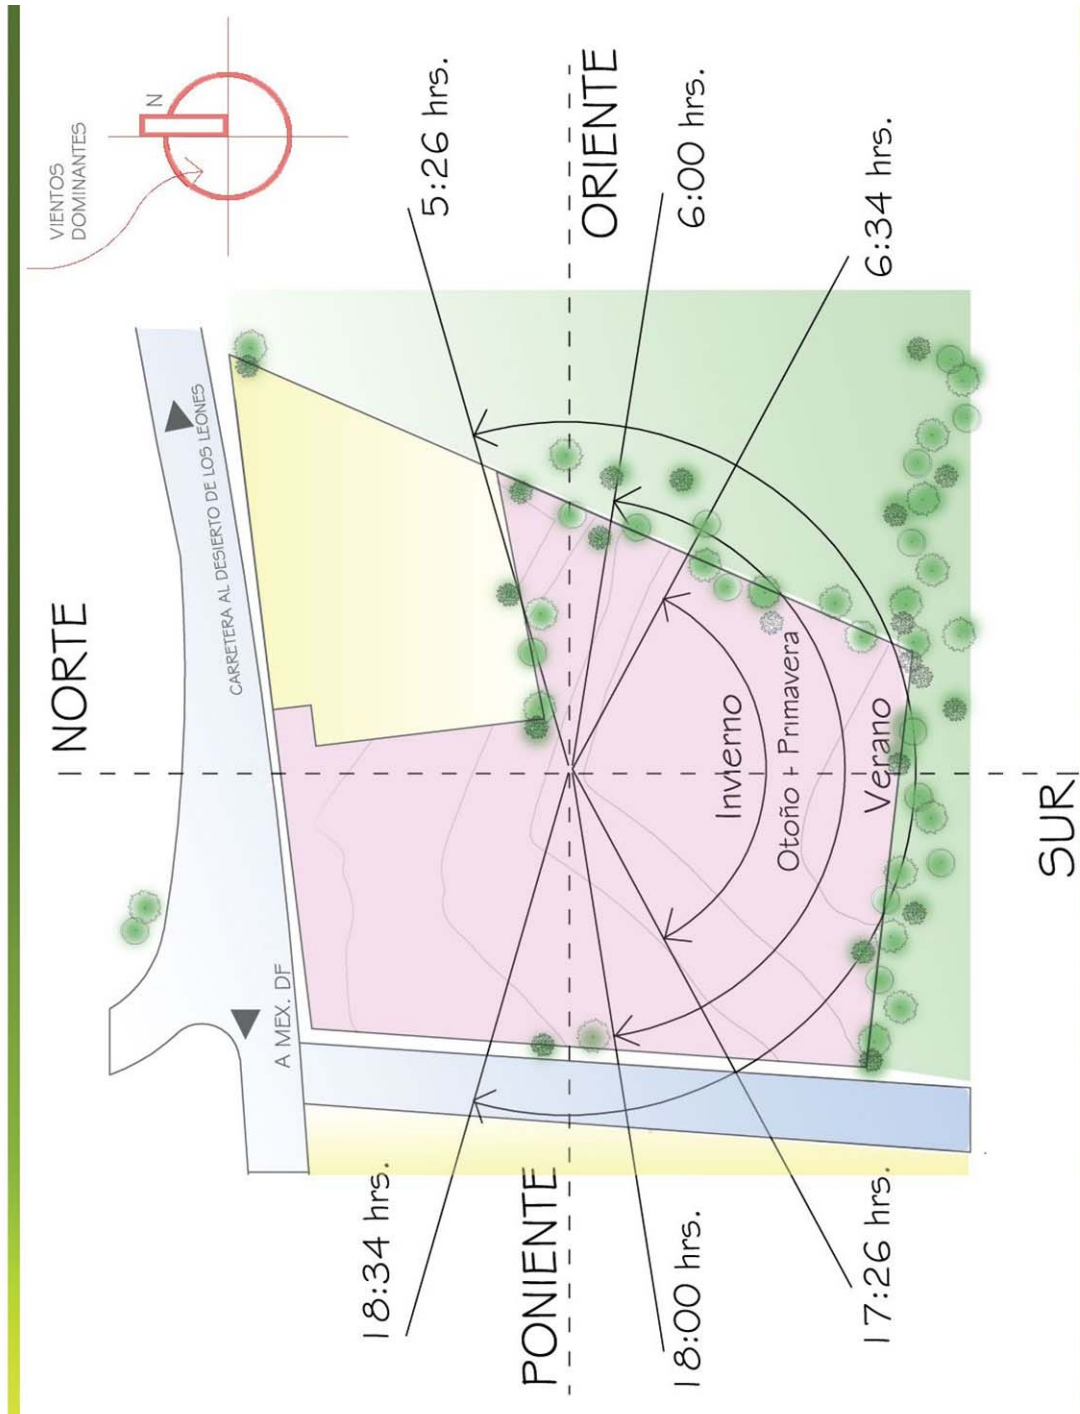 VIENTOS
DOMINANTES
N
NORTE
CARRETERA AL DESIERTO DE LOS LEONES
A MEX. DF
ORIENTE
5:26 hrs.
6:00 hrs.
6:34 hrs.
Invierno
Otoño + Primavera
Verano
PONIENTE
18:34 hrs.
18:00 hrs.
17:26 hrs.
SUR